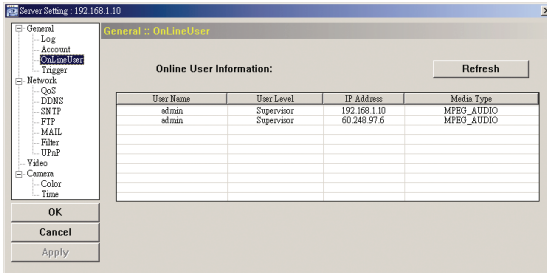 Server Setting : 192.168.1.10
General
Log
Account
OnLineUser
Trigger
Network
QoS
DDNS
SNTP
FTP
MAIL
Filter
UPnP
Video
Camera
Color
Time
OK
Cancel
Apply
General :: OnLineUser
Online User Information:
Refresh
User Name User Level IP Address Media Type
admin Supervisor 192.168.1.10 MPEG_AUDIO
admin Supervisor 60.248.97.6 MPEG_AUDIO